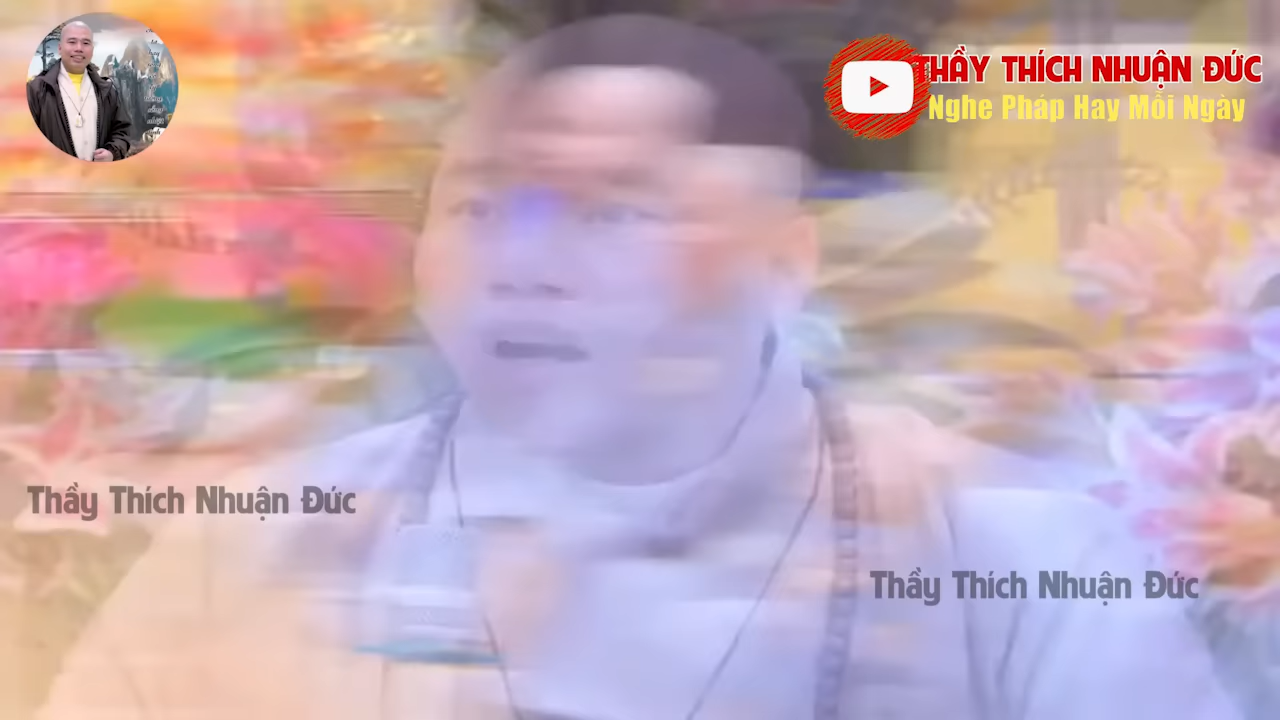 THẦY THÍCH NHUẬN ĐỨC
Nghe Pháp Hay Mỗi Ngày
Thầy Thích Nhuận Đức
Thầy Thích Nhuận Đức